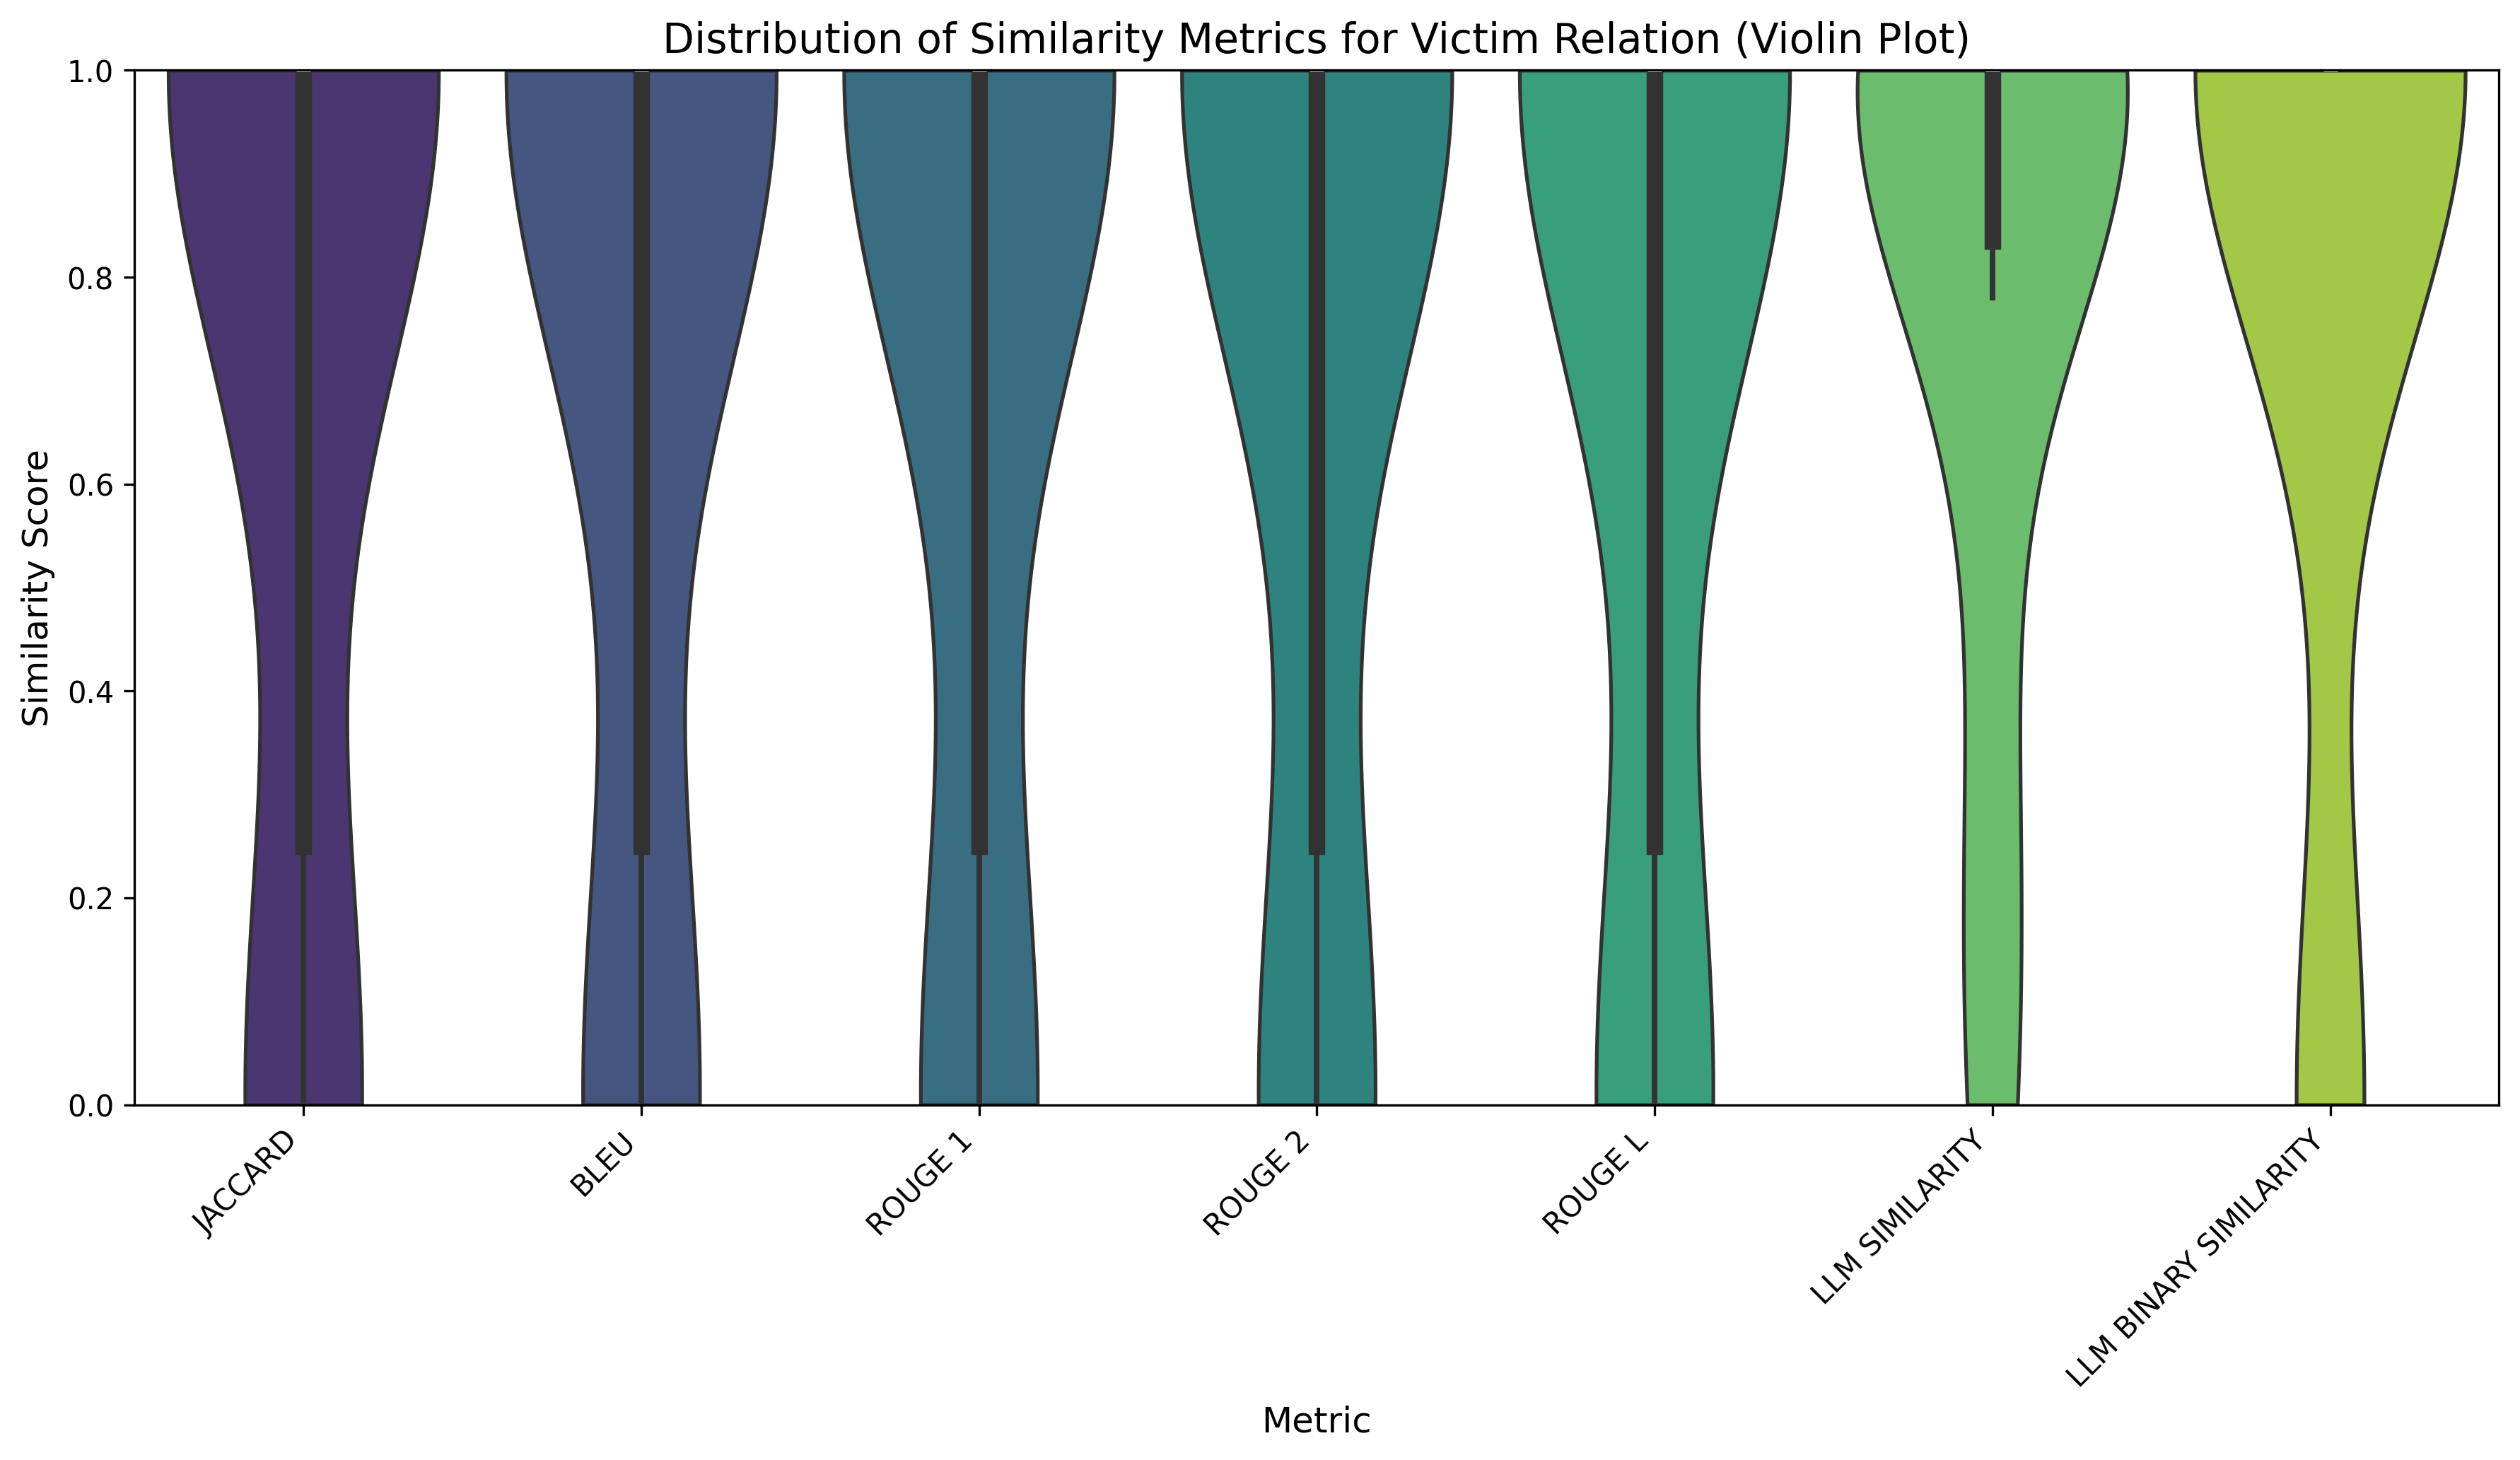 Distribution of Similarity Metrics for Victim Relation (Violin Plot)
Similarity Score
1.0
0.8
0.6
0.4
0.2
0.0
JACCARD
BLEU
ROUGE 1
ROUGE 2
ROUGE L
LLM SIMILARITY
LLM BINARY SIMILARITY
Metric